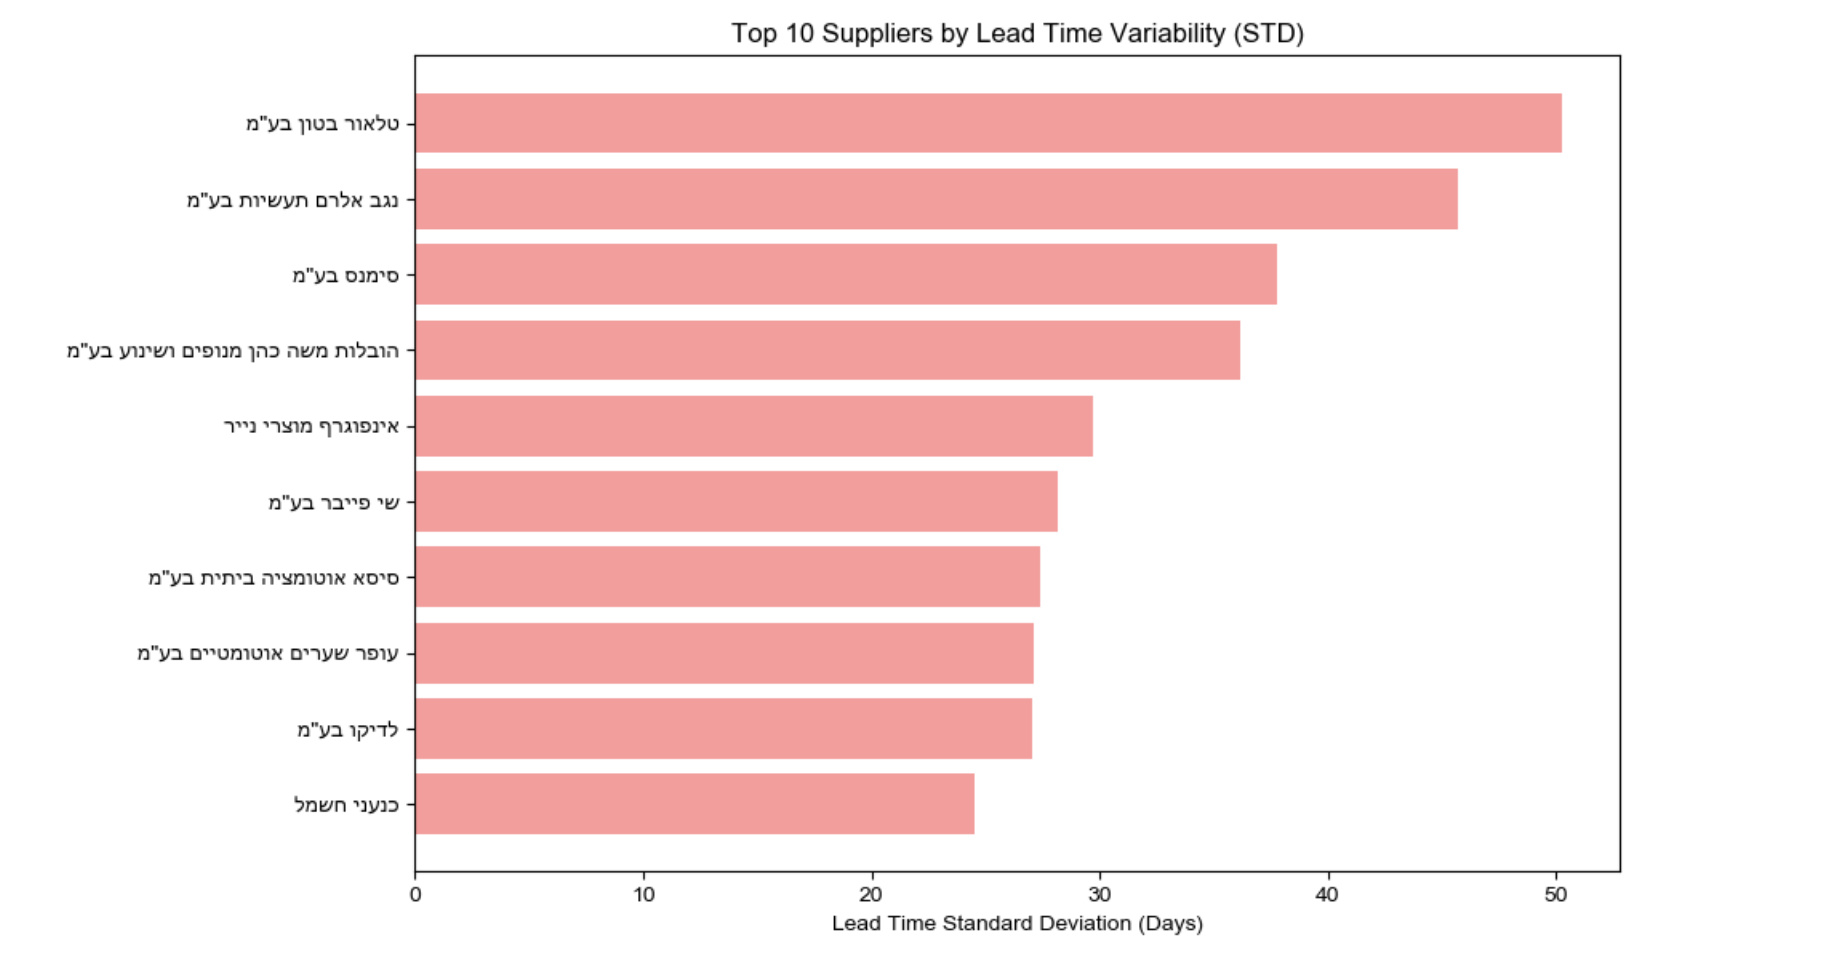 Top 10 Suppliers by Lead Time Variability (STD)
טלאור בטון בע"מ
נגב אלרם תעשיות בע"מ
סימנס בע"מ
הובלות משה כהן מנופים ושינוע בע"מ
אינפוגרף מוצרי נייר
שי פייבר בע"מ
סיסא אוטומציה ביתית בע"מ
עופר שערים אוטומטיים בע"מ
לדיקו בע"מ
כנעני חשמל
0 10 20 30 40 50
Lead Time Standard Deviation (Days)